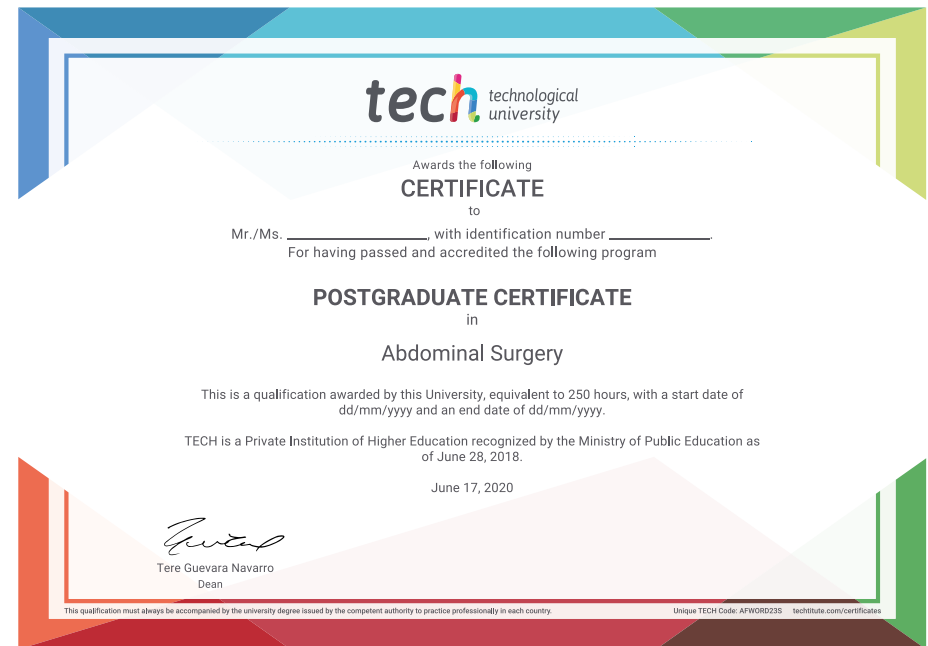 tech technological
university
Awards the following
CERTIFICATE
to
Mr./Ms. ____________________, with identification number ______________.
For having passed and accredited the following program
POSTGRADUATE CERTIFICATE
in
Abdominal Surgery
This is a qualification awarded by this University, equivalent to 250 hours, with a start date of
dd/mm/yyyy and an end date of dd/mm/yyyy.
TECH is a Private Institution of Higher Education recognized by the Ministry of Public Education as
of June 28, 2018.
June 17, 2020
Tere Guevara Navarro
Dean
This qualification must always be accompanied by the university degree issued by the competent authority to practice professionally in each country.
Unique TECH Code: AFWORD23S techtitute.com/certificates